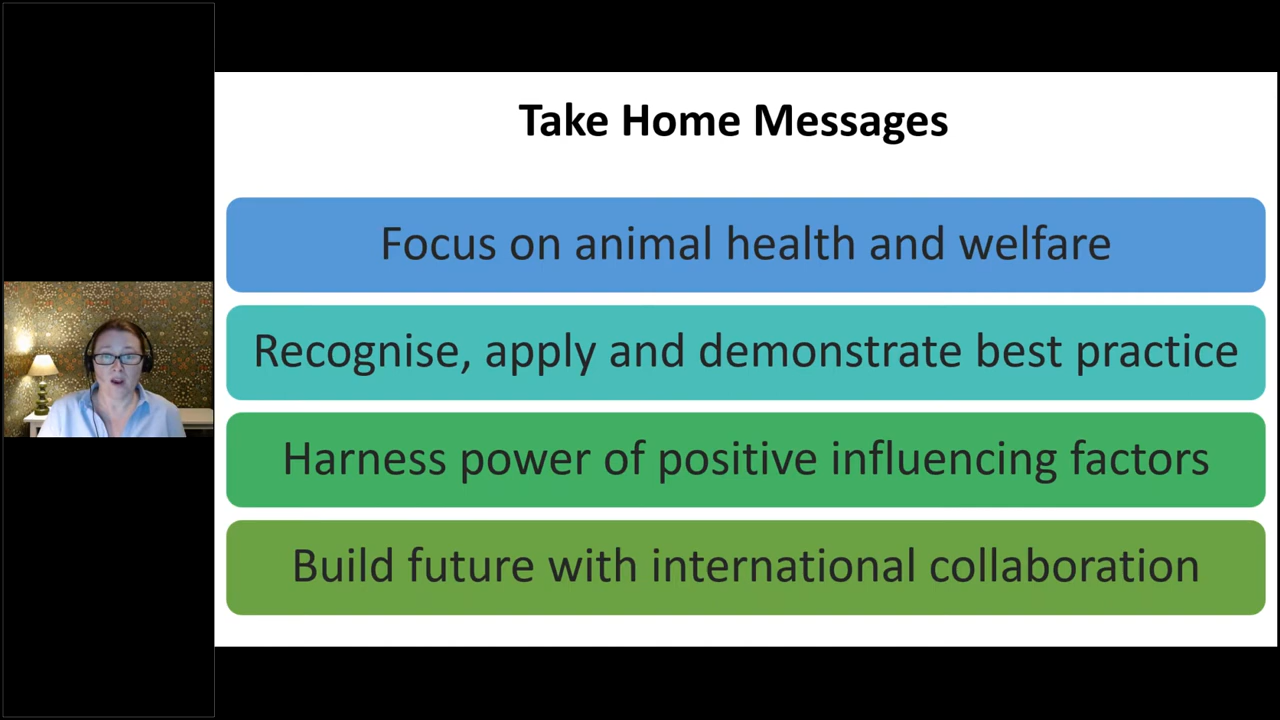 Take Home Messages
Focus on animal health and welfare
Recognise, apply and demonstrate best practice
Harness power of positive influencing factors
Build future with international collaboration